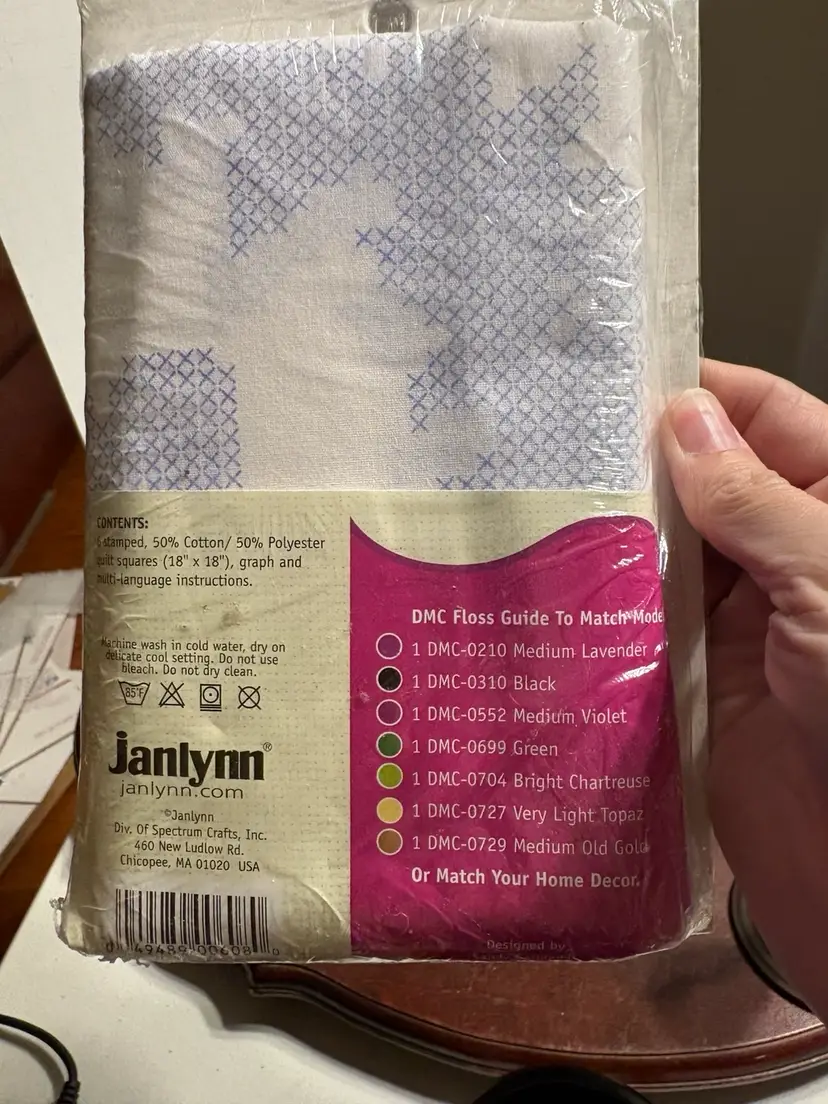 CONTENTS:
6 stamped, 50% Cotton/ 50% Polyester
quilt squares (18" x 18"), graph and
multi-language instructions.
Machine wash in cold water, dry on
delicate cool setting. Do not use
bleach. Do not dry clean.
85°F
janlynn®
janlynn.com
©Janlynn
Div. Of Spectrum Crafts, Inc.
460 New Ludlow Rd.
Chicopee, MA 01020 USA
0 49489 00608 0
DMC Floss Guide To Match Model
1 DMC-0210 Medium Lavender
1 DMC-0310 Black
1 DMC-0552 Medium Violet
1 DMC-0699 Green
1 DMC-0704 Bright Chartreuse
1 DMC-0727 Very Light Topaz
1 DMC-0729 Medium Old Gold
Or Match Your Home Decor.
Designed by